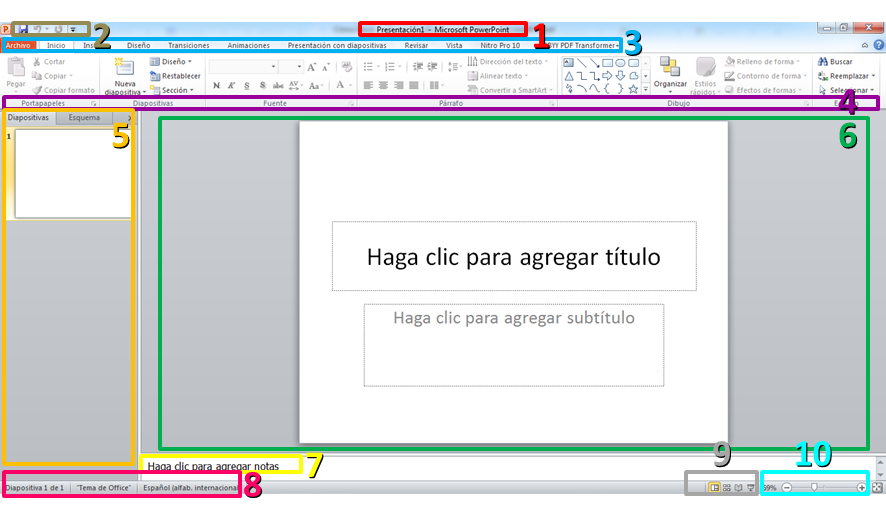 Presentación1 - Microsoft PowerPoint
1
2
Archivo Inicio Diseño Transiciones Animaciones Presentación con diapositivas Revisar Vista Nitro Pro 10 PDF Transformer+
3
Cortar
Copiar
Copiar formato
Pegar
Portapapeles
Nueva
diapositiva
Diseño
Restablecer
Sección
Diapositivas
N K S S abc AV
Aa A
Fuente
Dirección del texto
Alinear texto
Convertir a SmartArt
Párrafo
Organizar
Estilos
rápidos
Relleno de forma
Contorno de forma
Efectos de formas
Dibujo
Buscar
Reemplazar
Seleccionar
4
Diapositivas Esquema
5
6
1
Haga clic para agregar título
Haga clic para agregar subtítulo
Haga clic para agregar notas
7
8
9
10
Diapositiva 1 de 1 "Tema de Office" Español (alfab. internacional
69%